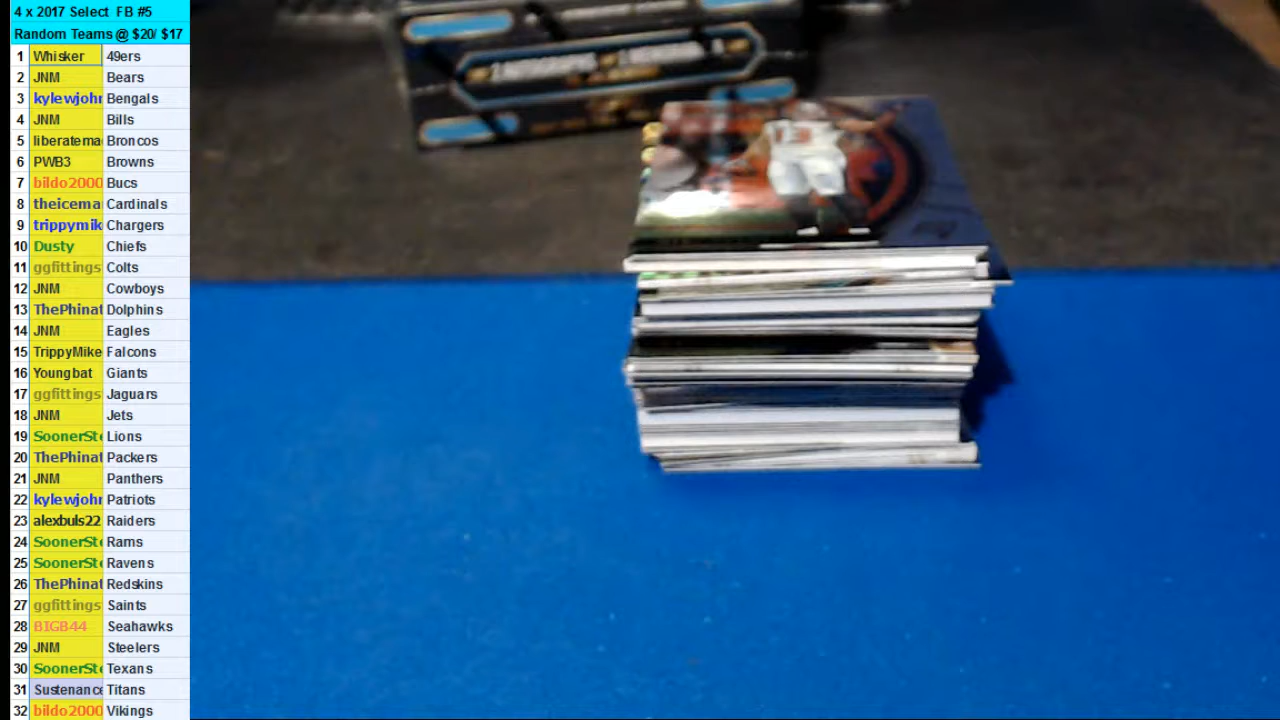 4 x 2017 Select FB #5
Random Teams @ $20/ $17
1 Whisker 49ers
2 JNM Bears
3 kylewjohr Bengals
4 JNM Bills
5 liberatema Broncos
6 PWB3 Browns
7 bildo2000 Bucs
8 theicema Cardinals
9 trippymik Chargers
10 Dusty Chiefs
11 ggfittings Colts
12 JNM Cowboys
13 ThePhinat Dolphins
14 JNM Eagles
15 TrippyMike Falcons
16 Youngbat Giants
17 ggfittings Jaguars
18 JNM Jets
19 SoonerSte Lions
20 ThePhinat Packers
21 JNM Panthers
22 kylewjohr Patriots
23 alexbuls22 Raiders
24 SoonerSte Rams
25 SoonerSte Ravens
26 ThePhinat Redskins
27 ggfittings Saints
28 BIGB44 Seahawks
29 JNM Steelers
30 SoonerSte Texans
31 Sustenance Titans
32 bildo2000 Vikings